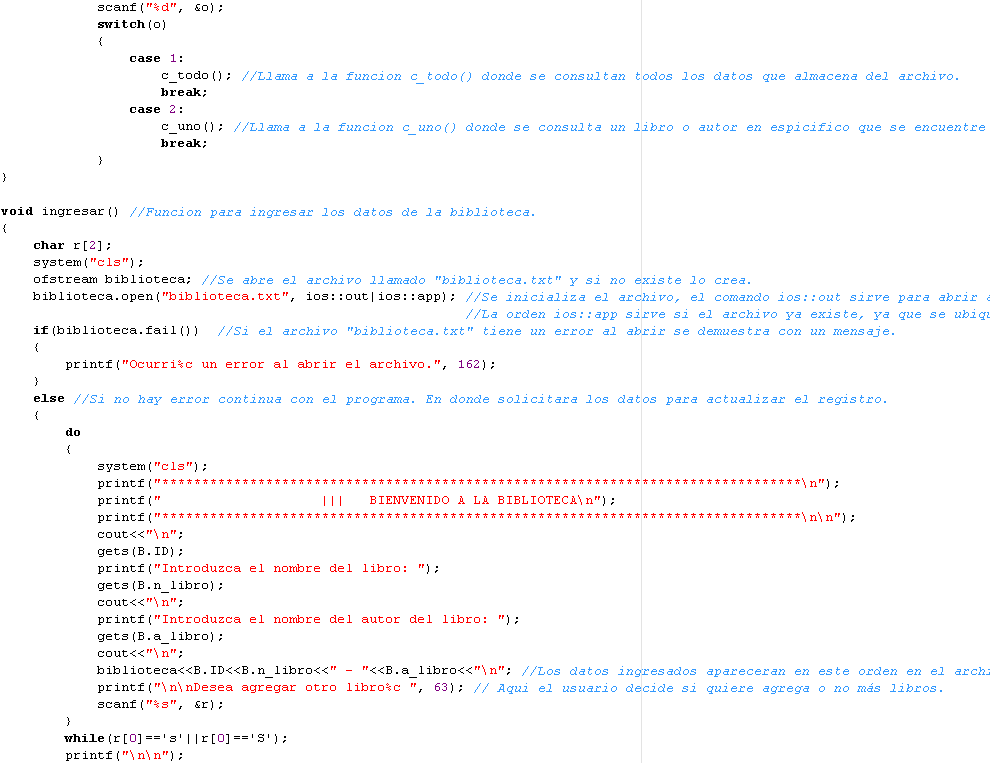 scanf("%d", &o);
switch(o)
{
case 1:
c_todo(); //Llama a la funcion c_todo() donde se consultan todos los datos que almacena del archivo.
break;
case 2:
c_uno(); //Llama a la funcion c_uno() donde se consulta un libro o autor en espicifico que se encuentre
break;
}
}
void ingresar() //Funcion para ingresar los datos de la biblioteca.
{
char r[2];
system("cls");
ofstream biblioteca; //Se abre el archivo llamado "biblioteca.txt" y si no existe lo crea.
biblioteca.open("biblioteca.txt", ios::out|ios::app); //Se inicializa el archivo, el comando ios::out sirve para abrir
//La orden ios::app sirve si el archivo ya existe, ya que se ubiqu
if(biblioteca.fail()) //Si el archivo "biblioteca.txt" tiene un error al abrir se demuestra con un mensaje.
{
printf("Ocurri%c un error al abrir el archivo.", 162);
}
else //Si no hay error continua con el programa. En donde solicitara los datos para actualizar el registro.
{
do
{
system("cls");
printf("********************************************************************************\n");
printf("                    |||   BIENVENIDO A LA BIBLIOTECA\n");
printf("********************************************************************************\n\n");
cout<<"\n";
gets(B.ID);
printf("Introduzca el nombre del libro: ");
gets(B.n_libro);
cout<<"\n";
printf("Introduzca el nombre del autor del libro: ");
gets(B.a_libro);
cout<<"\n";
biblioteca<<B.ID<<B.n_libro<<" - "<<B.a_libro<<"\n"; //Los datos ingresados apareceran en este orden en el archi
printf("\n\nDesea agregar otro libro%c ", 63); // Aqui el usuario decide si quiere agrega o no más libros.
scanf("%s", &r);
}
while(r[0]=='s'||r[0]=='S');
printf("\n\n");